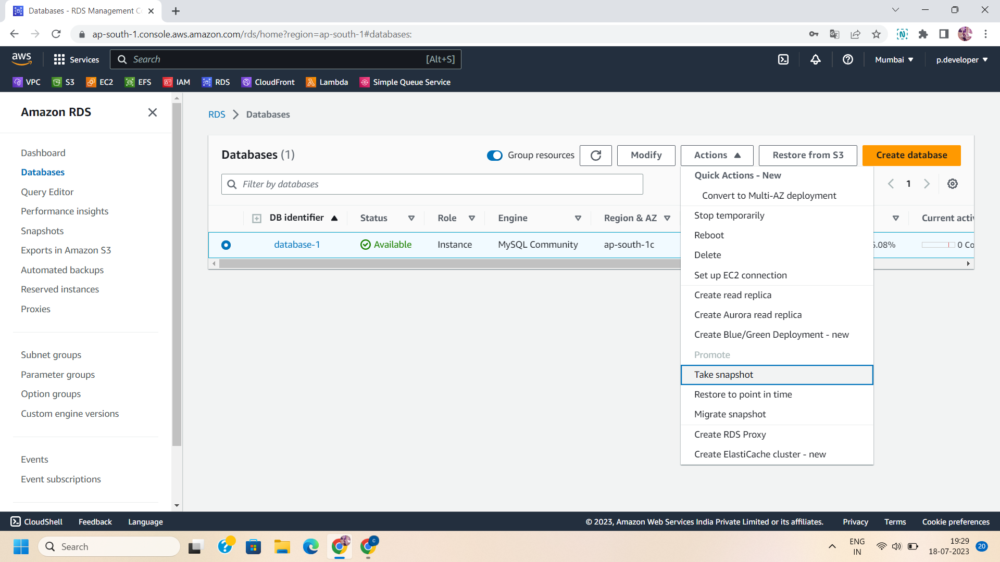 Databases - RDS Management C
ap-south-1.console.aws.amazon.com/rds/home?region=ap-south-1#databases:
aws
Services
Search
[Alt+S]
Mumbai
p.developer
VPC
S3
EC2
EFS
IAM
RDS
CloudFront
Lambda
Simple Queue Service
Amazon RDS
Dashboard
Databases
Query Editor
Performance insights
Snapshots
Exports in Amazon S3
Automated backups
Reserved instances
Proxies
Subnet groups
Parameter groups
Option groups
Custom engine versions
Events
Event subscriptions
RDS
Databases
Databases (1)
Group resources
Modify
Actions
Restore from S3
Create database
Filter by databases
1
DB identifier
Status
Role
Engine
Region & AZ
Current activ
database-1
Available
Instance
MySQL Community
ap-south-1c
.08%
0 Co
Quick Actions - New
Convert to Multi-AZ deployment
Stop temporarily
Reboot
Delete
Set up EC2 connection
Create read replica
Create Aurora read replica
Create Blue/Green Deployment - new
Promote
Take snapshot
Restore to point in time
Migrate snapshot
Create RDS Proxy
Create ElastiCache cluster - new
CloudShell
Feedback
Language
© 2023, Amazon Web Services India Private Limited or its affiliates.
Privacy
Terms
Cookie preferences
Search
ENG
IN
19:29
18-07-2023
20